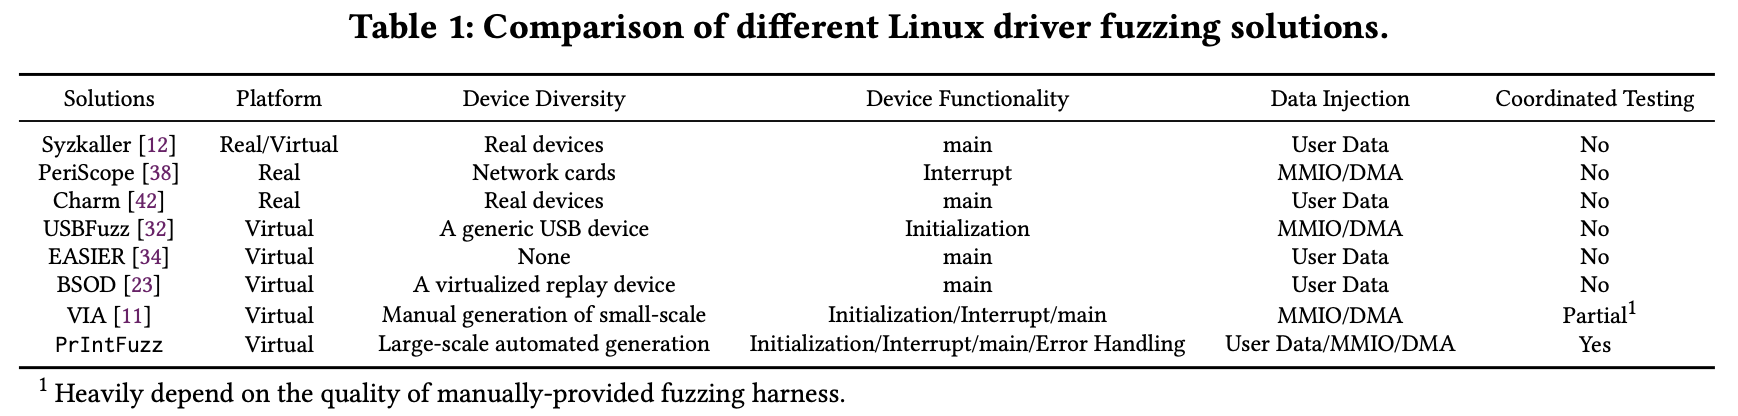 Table 1: Comparison of different Linux driver fuzzing solutions.
Solutions Platform Device Diversity Device Functionality Data Injection Coordinated Testing
Syzkaller [12] Real/Virtual Real devices main User Data No
PeriScope [38] Real Network cards Interrupt MMIO/DMA No
Charm [42] Real Real devices main User Data No
USBFuzz [32] Virtual A generic USB device Initialization MMIO/DMA No
EASIER [34] Virtual None main User Data No
BSOD [23] Virtual A virtualized replay device main User Data No
VIA [11] Virtual Manual generation of small-scale Initialization/Interrupt/main MMIO/DMA Partial¹
PrIntFuzz Virtual Large-scale automated generation Initialization/Interrupt/main/Error Handling User Data/MMIO/DMA Yes
¹ Heavily depend on the quality of manually-provided fuzzing harness.